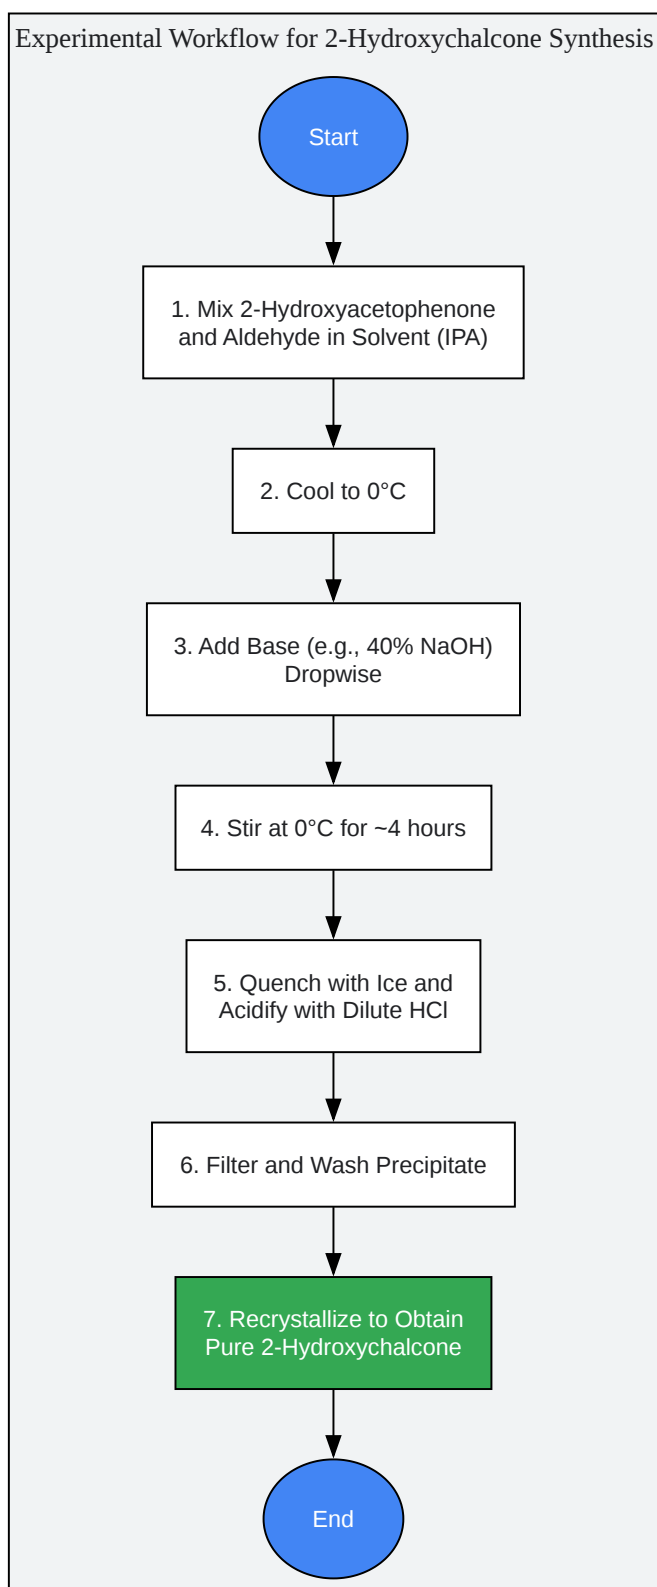 Experimental Workflow for 2-Hydroxychalcone Synthesis
Start
1. Mix 2-Hydroxyacetophenone
and Aldehyde in Solvent (IPA)
2. Cool to 0°C
3. Add Base (e.g., 40% NaOH)
Dropwise
4. Stir at 0°C for ~4 hours
5. Quench with Ice and
Acidify with Dilute HCl
6. Filter and Wash Precipitate
7. Recrystallize to Obtain
Pure 2-Hydroxychalcone
End